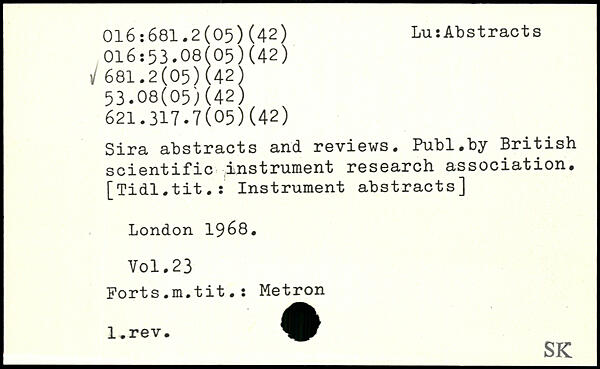 016:681.2(05)(42) Lu:Abstracts
016:53.08(05)(42)
✓ 681.2(05)(42)
53.08(05)(42)
621.317.7(05)(42)
Sira abstracts and reviews. Publ.by British
scientific instrument research association.
[Tidl.tit.: Instrument abstracts]
London 1968.
Vol.23
Forts.m.tit.: Metron
1.rev.
SK